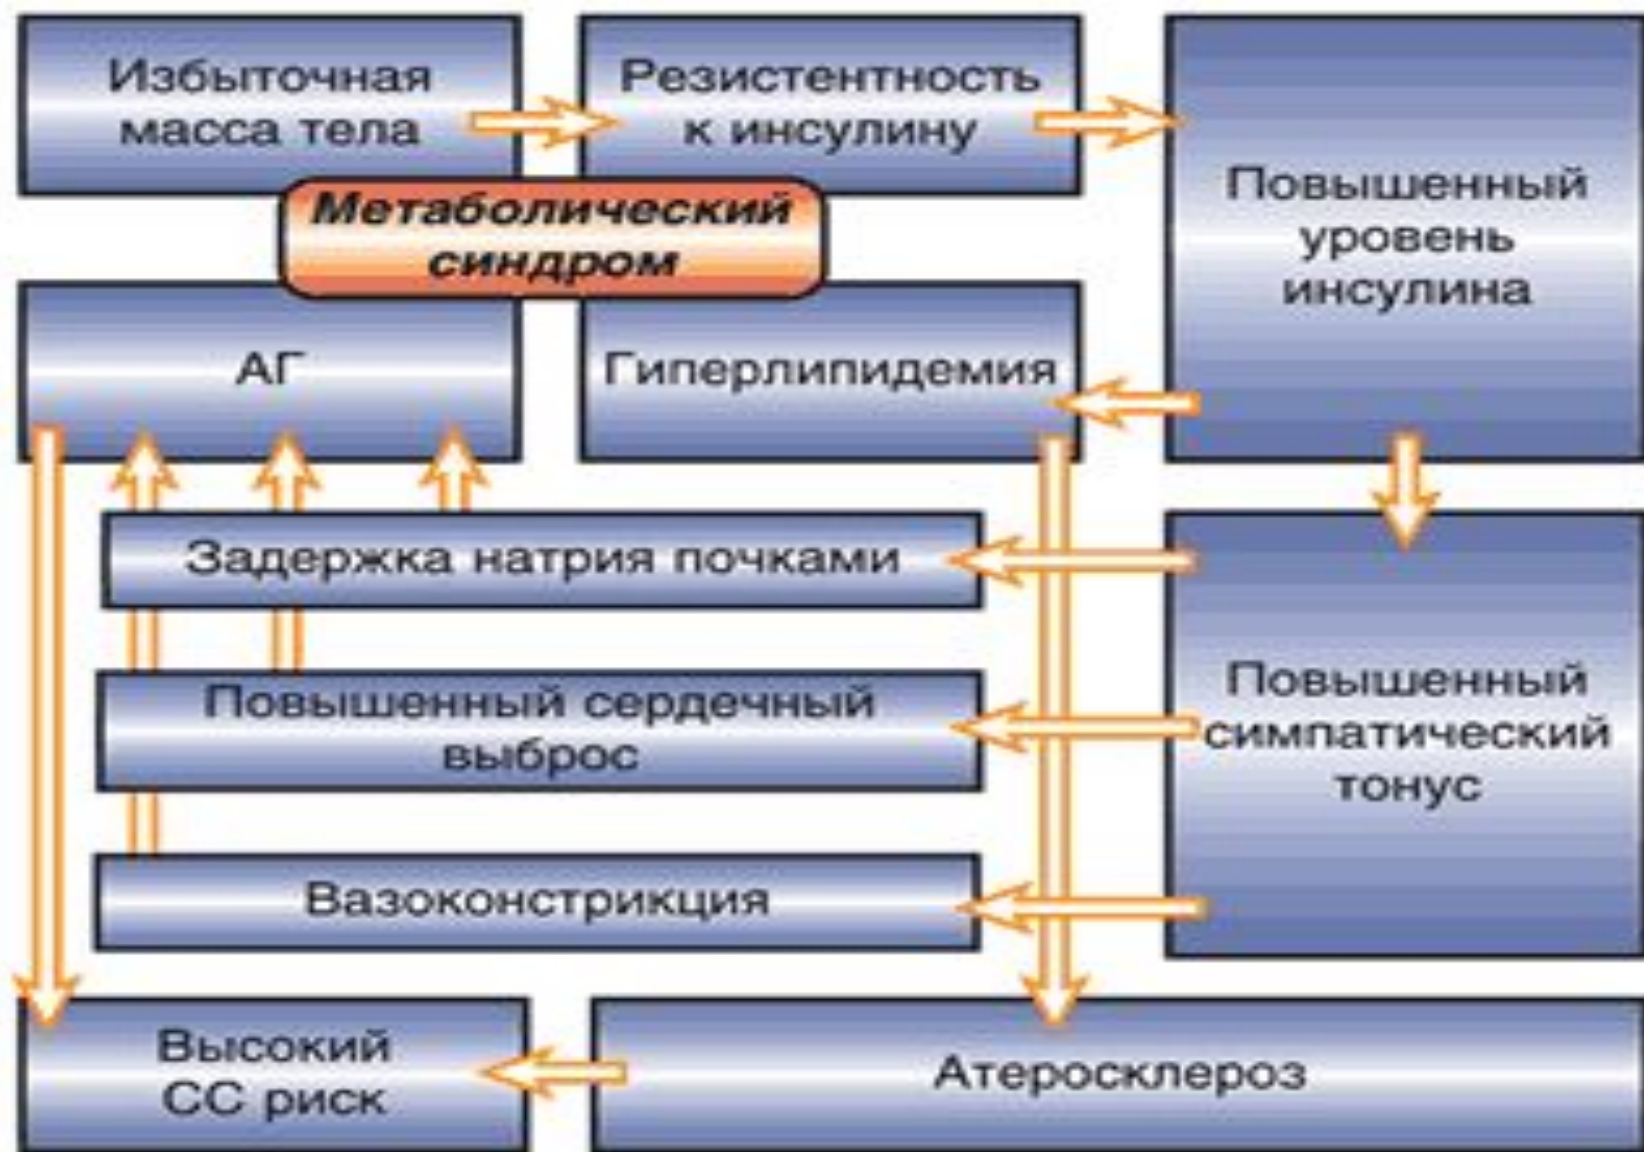 Избыточная
масса тела
Резистентность
к инсулину
Повышенный
уровень
инсулина
Метаболический
синдром
АГ
Гиперлипидемия
Задержка натрия почками
Повышенный сердечный
выброс
Повышенный
симпатический
тонус
Вазоконстрикция
Высокий
СС риск
Атеросклероз